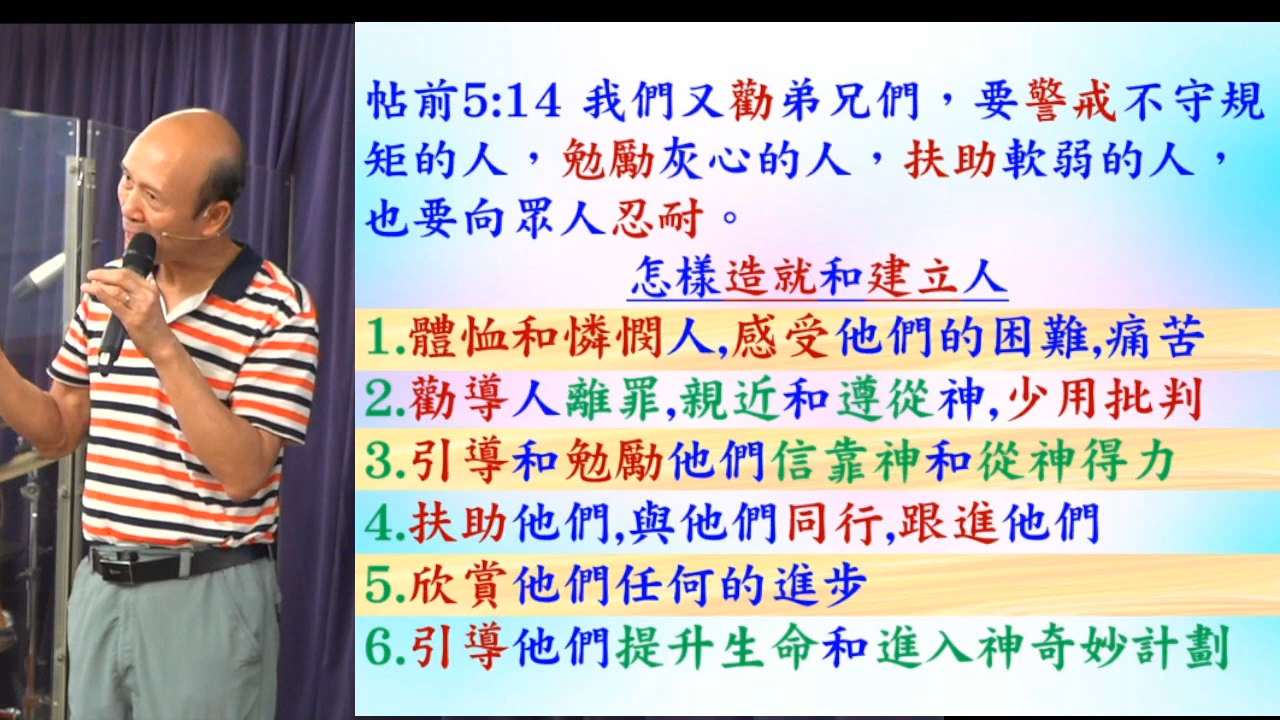 帖前5:14 我們又勸弟兄們，要警戒不守規
矩的人，勉勵灰心的人，扶助軟弱的人，
也要向眾人忍耐。
怎樣造就和建立人
1.體恤和憐憫人,感受他們的困難,痛苦
2.勸導人離罪,親近和遵從神,少用批判
3.引導和勉勵他們信靠神和從神得力
4.扶助他們,與他們同行,跟進他們
5.欣賞他們任何的進步
6.引導他們提升生命和進入神奇妙計劃